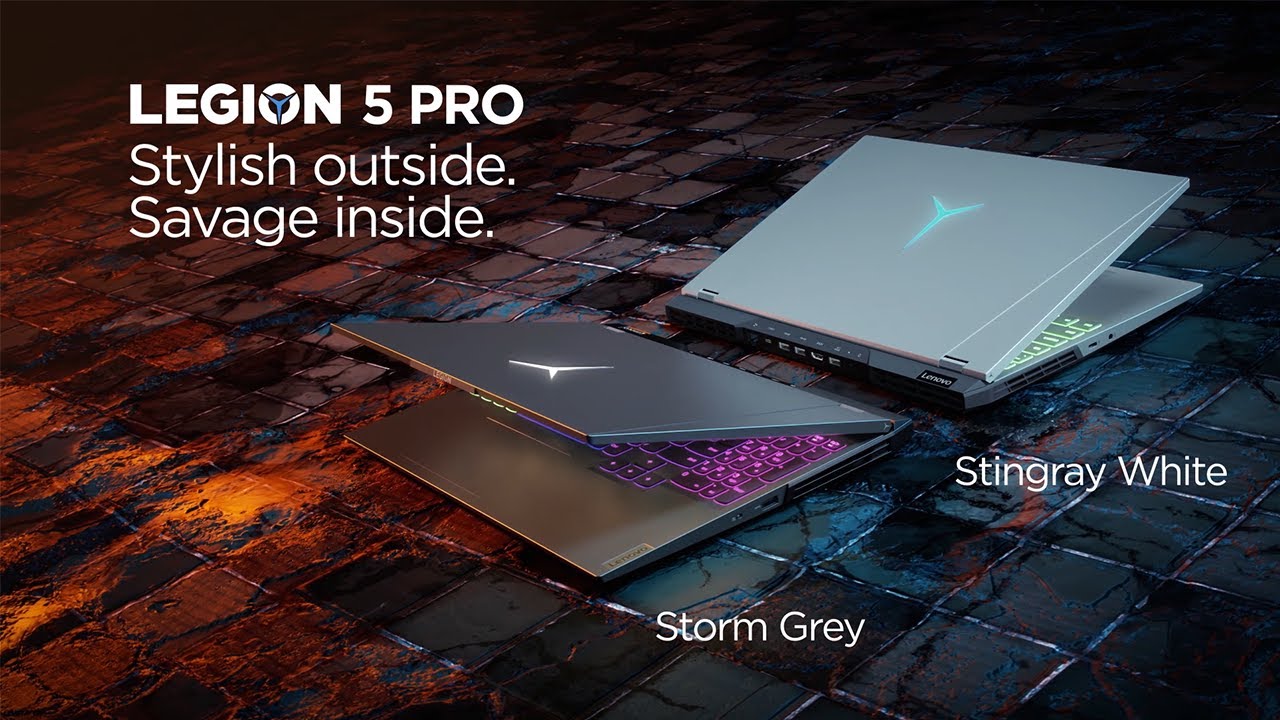 LEGION 5 PRO
Stylish outside.
Savage inside.
Lenovo
Stingray White
Lenovo
Storm Grey